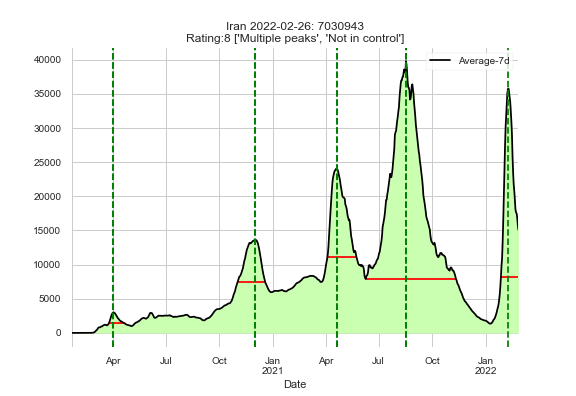 Iran 2022-02-26: 7030943
Rating:8 ['Multiple peaks', 'Not in control']
Average-7d
40000
35000
30000
25000
20000
15000
10000
5000
0
Apr Jul Oct Jan Apr Jul Oct Jan
2021 2022
Date